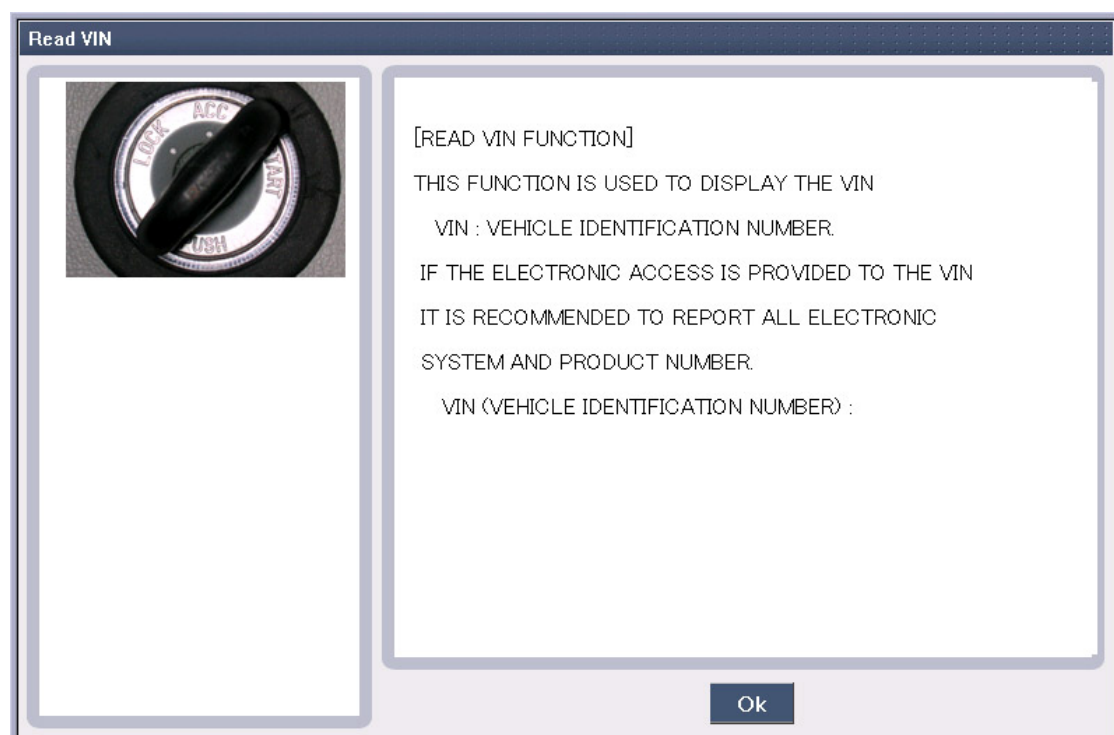 Read VIN
LOCK
ACC
START
PUSH
[READ VIN FUNCTION]
THIS FUNCTION IS USED TO DISPLAY THE VIN
VIN : VEHICLE IDENTIFICATION NUMBER.
IF THE ELECTRONIC ACCESS IS PROVIDED TO THE VIN
IT IS RECOMMENDED TO REPORT ALL ELECTRONIC
SYSTEM AND PRODUCT NUMBER.
VIN (VEHICLE IDENTIFICATION NUMBER) :
Ok